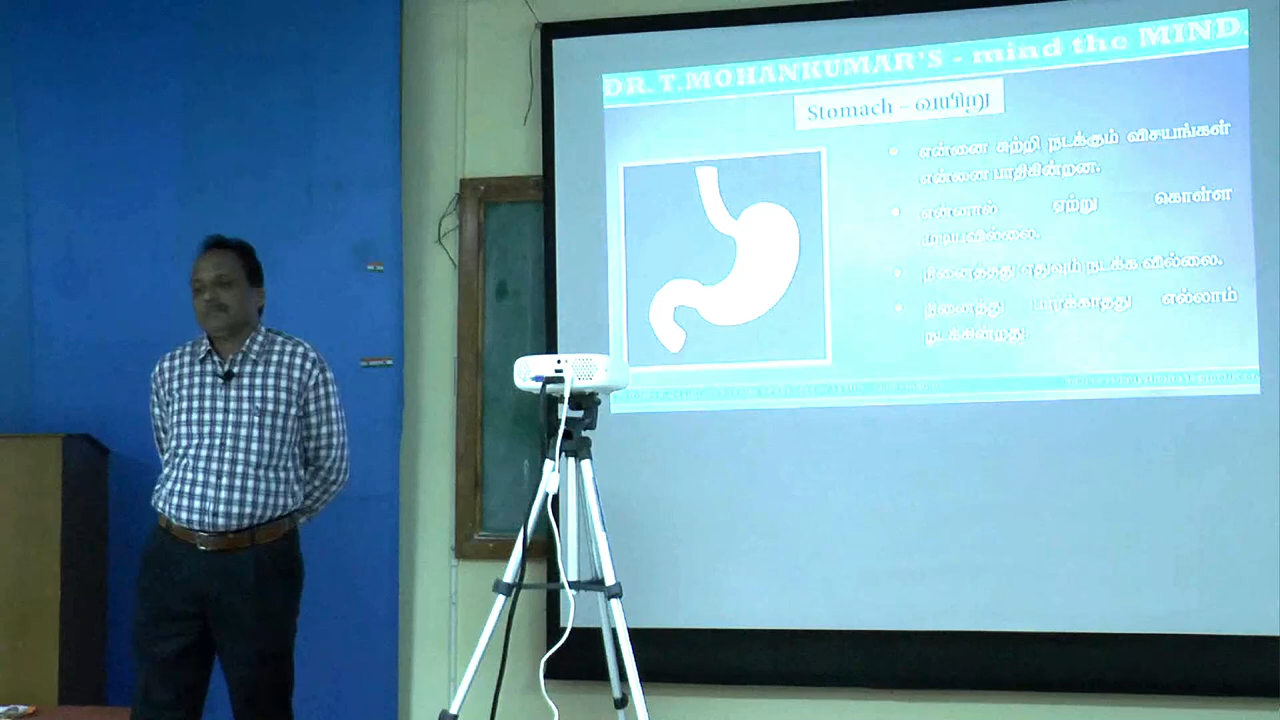 DR.T.MOHANKUMAR'S - mind the MIND.
Stomach – வயிறு
என்னை சுற்றி நடக்கும் விசயங்கள்
என்னை பாதிகின்றன.
என்னால் ஏற்று கொள்ள
முடியவில்லை.
நினைத்தது எதுவும் நடக்க வில்லை.
நினைத்து பார்க்காதது எல்லாம்
நடக்கின்றது.